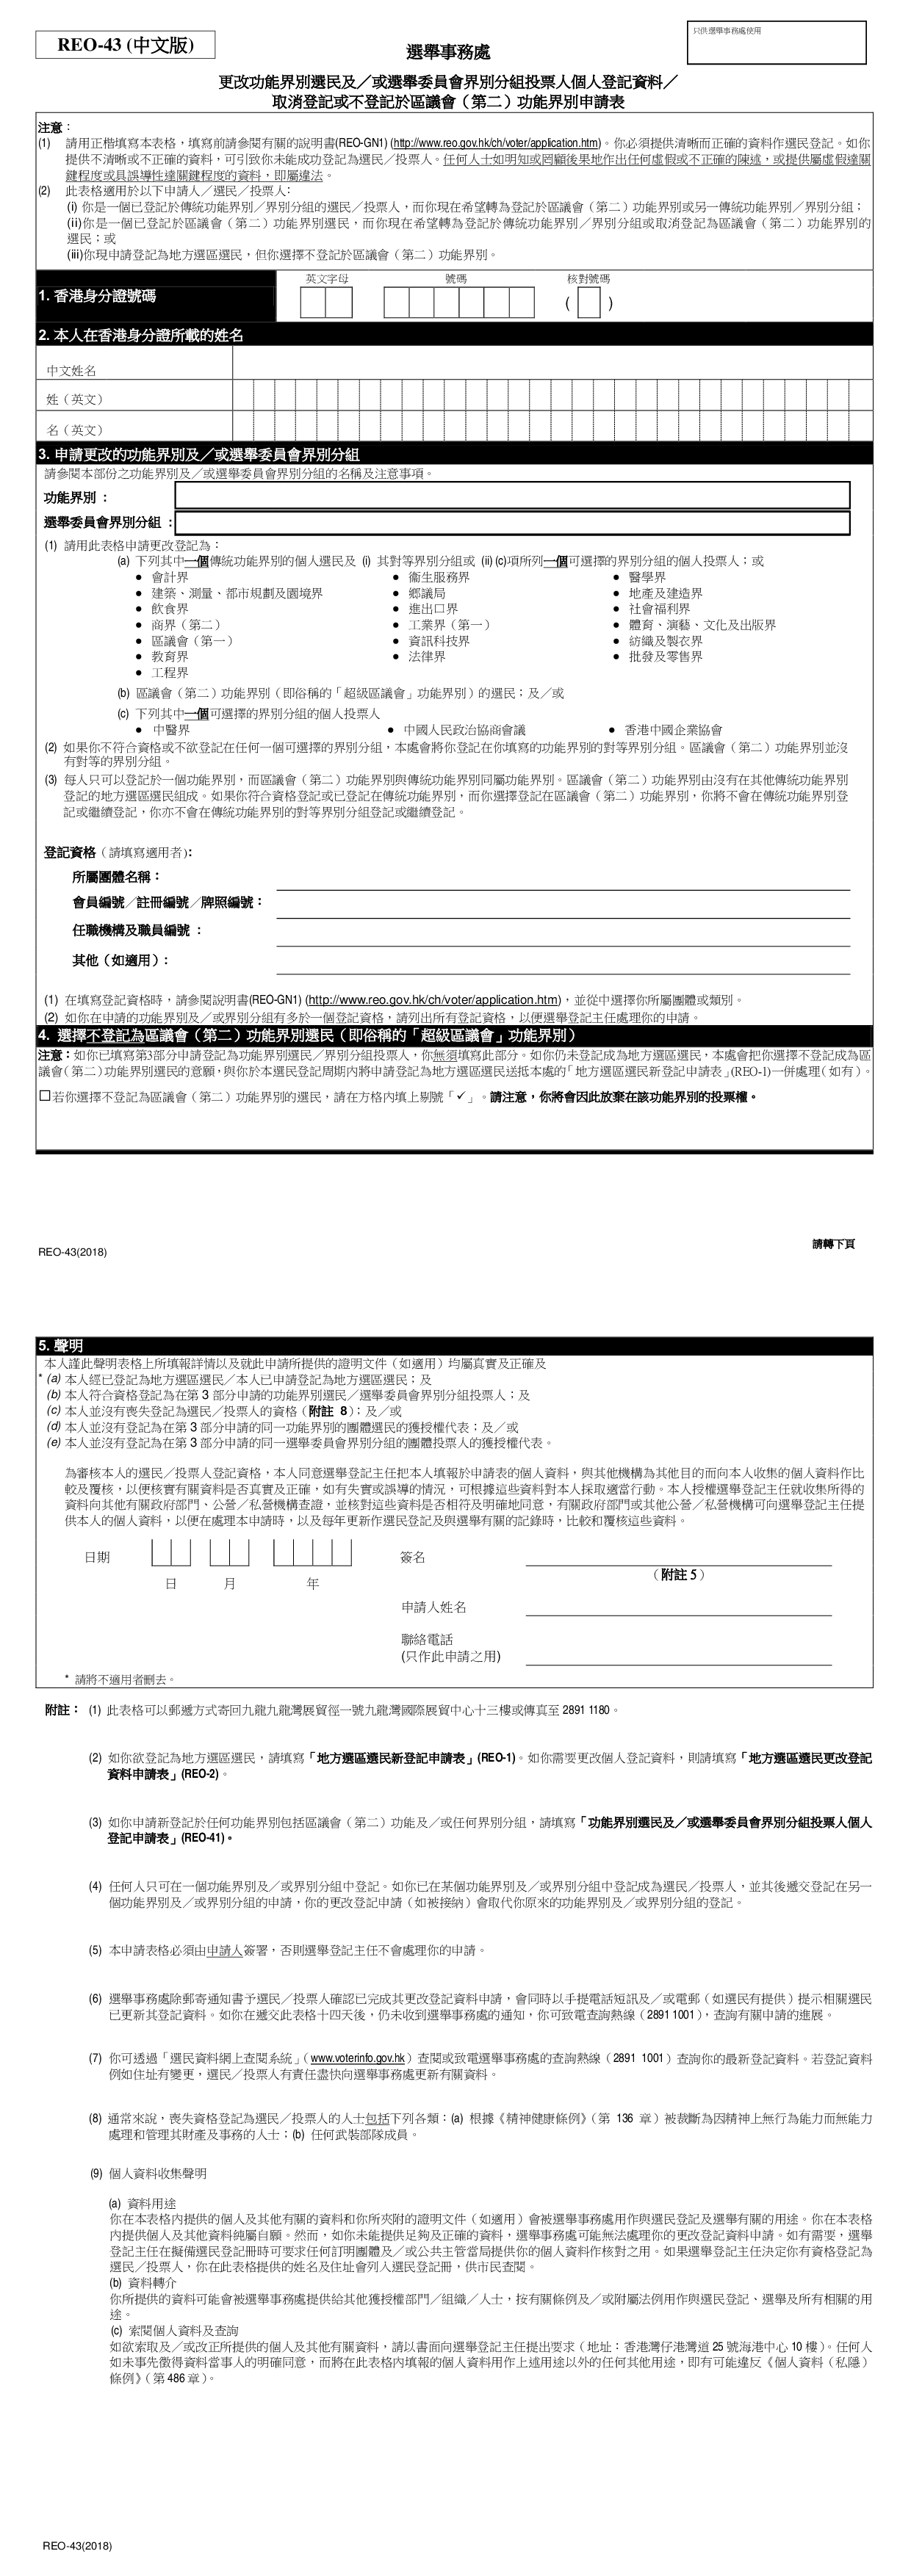 REO-43 (中文版)
只供選舉事務處使用
選舉事務處
更改功能界別選民及／或選舉委員會界別分組投票人個人登記資料／
取消登記或不登記於區議會（第二）功能界別申請表
注意：
(1) 請用正楷填寫本表格，填寫前請參閱有關的說明書(REO-GN1) (http://www.reo.gov.hk/ch/voter/application.htm)。你必須提供清晰而正確的資料作選民登記。如你
提供不清晰或不正確的資料，可引致你未能成功登記為選民／投票人。任何人士如明知或罔顧後果地作出任何虛假或不正確的陳述，或提供屬虛假達關
鍵程度或具誤導性達關鍵程度的資料，即屬違法。
(2) 此表格適用於以下申請人／選民／投票人：
(i) 你是一個已登記於傳統功能界別／界別分組的選民／投票人，而你現在希望轉為登記於區議會（第二）功能界別或另一傳統功能界別／界別分組；
(ii)你是一個已登記於區議會（第二）功能界別選民，而你現在希望轉為登記於傳統功能界別／界別分組或取消登記為區議會（第二）功能界別的
選民；或
(iii)你現申請登記為地方選區選民，但你選擇不登記於區議會（第二）功能界別。
1. 香港身分證號碼
英文字母 號碼 核對號碼
( )
2. 本人在香港身分證所載的姓名
中文姓名
姓（英文）
名（英文）
3. 申請更改的功能界別及／或選舉委員會界別分組
請參閱本部份之功能界別及／或選舉委員會界別分組的名稱及注意事項。
功能界別 ：
選舉委員會界別分組 ：
(1) 請用此表格申請更改登記為：
(a) 下列其中一個傳統功能界別的個人選民及 (i) 其對等界別分組或 (ii) (c)項所列一個可選擇的界別分組的個人投票人；或
● 會計界 ● 衞生服務界 ● 醫學界
● 建築、測量、都市規劃及園境界 ● 鄉議局 ● 地產及建造界
● 飲食界 ● 進出口界 ● 社會福利界
● 商界（第二） ● 工業界（第一） ● 體育、演藝、文化及出版界
● 區議會（第一） ● 資訊科技界 ● 紡織及製衣界
● 教育界 ● 法律界 ● 批發及零售界
● 工程界
(b) 區議會（第二）功能界別（即俗稱的「超級區議會」功能界別）的選民；及／或
(c) 下列其中一個可選擇的界別分組的個人投票人
● 中醫界 ● 中國人民政治協商會議 ● 香港中國企業協會
(2) 如果你不符合資格或不欲登記在任何一個可選擇的界別分組，本處會將你登記在你填寫的功能界別的對等界別分組。區議會（第二）功能界別並沒
有對等的界別分組。
(3) 每人只可以登記於一個功能界別，而區議會（第二）功能界別與傳統功能界別同屬功能界別。區議會（第二）功能界別由沒有在其他傳統功能界別
登記的地方選區選民組成。如果你符合資格登記或已登記在傳統功能界別，而你選擇登記在區議會（第二）功能界別，你將不會在傳統功能界別登
記或繼續登記，你亦不會在傳統功能界別的對等界別分組登記或繼續登記。
登記資格（請填寫適用者)：
所屬團體名稱：
會員編號／註冊編號／牌照編號：
任職機構及職員編號 ：
其他（如適用）：
(1) 在填寫登記資格時，請參閱說明書(REO-GN1) (http://www.reo.gov.hk/ch/voter/application.htm)，並從中選擇你所屬團體或類別。
(2) 如你在申請的功能界別及／或界別分組有多於一個登記資格，請列出所有登記資格，以便選舉登記主任處理你的申請。
4. 選擇不登記為區議會（第二）功能界別選民（即俗稱的「超級區議會」功能界別）
注意：如你已填寫第3部分申請登記為功能界別選民／界別分組投票人，你無須填寫此部分。如你仍未登記成為地方選區選民，本處會把你選擇不登記成為區
議會（第二）功能界別選民的意願，與你於本選民登記周期內將申請登記為地方選區選民送抵本處的「地方選區選民新登記申請表」(REO-1)一併處理（如有）。
□若你選擇不登記為區議會（第二）功能界別的選民，請在方格內填上剔號「✓」。請注意，你將會因此放棄在該功能界別的投票權。
請轉下頁
REO-43(2018)
5. 聲明
本人謹此聲明表格上所填報詳情以及就此申請所提供的證明文件（如適用）均屬真實及正確及
* (a) 本人經已登記為地方選區選民／本人已申請登記為地方選區選民；及
(b) 本人符合資格登記為在第 3 部分申請的功能界別選民／選舉委員會界別分組投票人；及
(c) 本人並沒有喪失登記為選民／投票人的資格（附註 8）；及／或
(d) 本人並沒有登記為在第 3 部分申請的同一功能界別的團體選民的獲授權代表；及／或
(e) 本人並沒有登記為在第 3 部分申請的同一選舉委員會界別分組的團體投票人的獲授權代表。
為審核本人的選民／投票人登記資格，本人同意選舉登記主任把本人填報於申請表的個人資料，與其他機構為其他目的而向本人收集的個人資料作比
較及覆核，以便核實有關資料是否真實及正確，如有失實或誤導的情況，可根據這些資料對本人採取適當行動。本人授權選舉登記主任就收集所得的
資料向其他有關政府部門、公營／私營機構查證，並核對這些資料是否相符及明確地同意，有關政府部門或其他公營／私營機構可向選舉登記主任提
供本人的個人資料，以便在處理本申請時，以及每年更新作選民登記及與選舉有關的記錄時，比較和覆核這些資料。
日期 簽名
（附註 5）
日 月 年
申請人姓名
聯絡電話
(只作此申請之用)
* 請將不適用者刪去。
附註： (1) 此表格可以郵遞方式寄回九龍九龍灣展貿徑一號九龍灣國際展貿中心十三樓或傳真至 2891 1180。
(2) 如你欲登記為地方選區選民，請填寫「地方選區選民新登記申請表」(REO-1)。如你需要更改個人登記資料，則請填寫「地方選區選民更改登記
資料申請表」(REO-2)。
(3) 如你申請新登記於任何功能界別包括區議會（第二）功能及／或任何界別分組，請填寫「功能界別選民及／或選舉委員會界別分組投票人個人
登記申請表」(REO-41)。
(4) 任何人只可在一個功能界別及／或界別分組中登記。如你已在某個功能界別及／或界別分組中登記成為選民／投票人，並其後遞交登記在另一
個功能界別及／或界別分組的申請，你的更改登記申請（如被接納）會取代你原來的功能界別及／或界別分組的登記。
(5) 本申請表格必須由申請人簽署，否則選舉登記主任不會處理你的申請。
(6) 選舉事務處除郵寄通知書予選民／投票人確認已完成其更改登記資料申請，會同時以手提電話短訊及／或電郵（如選民有提供）提示相關選民
已更新其登記資料。如你在遞交此表格十四天後，仍未收到選舉事務處的通知，你可致電查詢熱線（2891 1001），查詢有關申請的進展。
(7) 你可透過「選民資料網上查閱系統」（www.voterinfo.gov.hk）查閱或致電選舉事務處的查詢熱線（2891 1001）查詢你的最新登記資料。若登記資料
例如住址有變更，選民／投票人有責任盡快向選舉事務處更新有關資料。
(8) 通常來說，喪失資格登記為選民／投票人的人士包括下列各類：(a) 根據《精神健康條例》（第 136 章）被裁斷為因精神上無行為能力而無能力
處理和管理其財產及事務的人士；(b) 任何武裝部隊成員。
(9) 個人資料收集聲明
(a) 資料用途
你在本表格內提供的個人及其他有關的資料和你所夾附的證明文件（如適用）會被選舉事務處用作與選民登記及選舉有關的用途。你在本表格
內提供個人及其他資料純屬自願。然而，如你未能提供足夠及正確的資料，選舉事務處可能無法處理你的更改登記資料申請。如有需要，選舉
登記主任在擬備選民登記冊時可要求任何訂明團體及／或公共主管當局提供你的個人資料作核對之用。如果選舉登記主任決定你有資格登記為
選民／投票人，你在此表格提供的姓名及住址會列入選民登記冊，供市民查閱。
(b) 資料轉介
你所提供的資料可能會被選舉事務處提供給其他獲授權部門／組織／人士，按有關條例及／或附屬法例用作與選民登記、選舉及所有相關的用
途。
(c) 索閱個人資料及查詢
如欲索取及／或改正所提供的個人及其他有關資料，請以書面向選舉登記主任提出要求（地址：香港灣仔港灣道 25 號海港中心 10 樓）。任何人
如未事先徵得資料當事人的明確同意，而將在此表格內填報的個人資料用作上述用途以外的任何其他用途，即有可能違反《個人資料（私隱）
條例》（第 486 章）。
REO-43(2018)